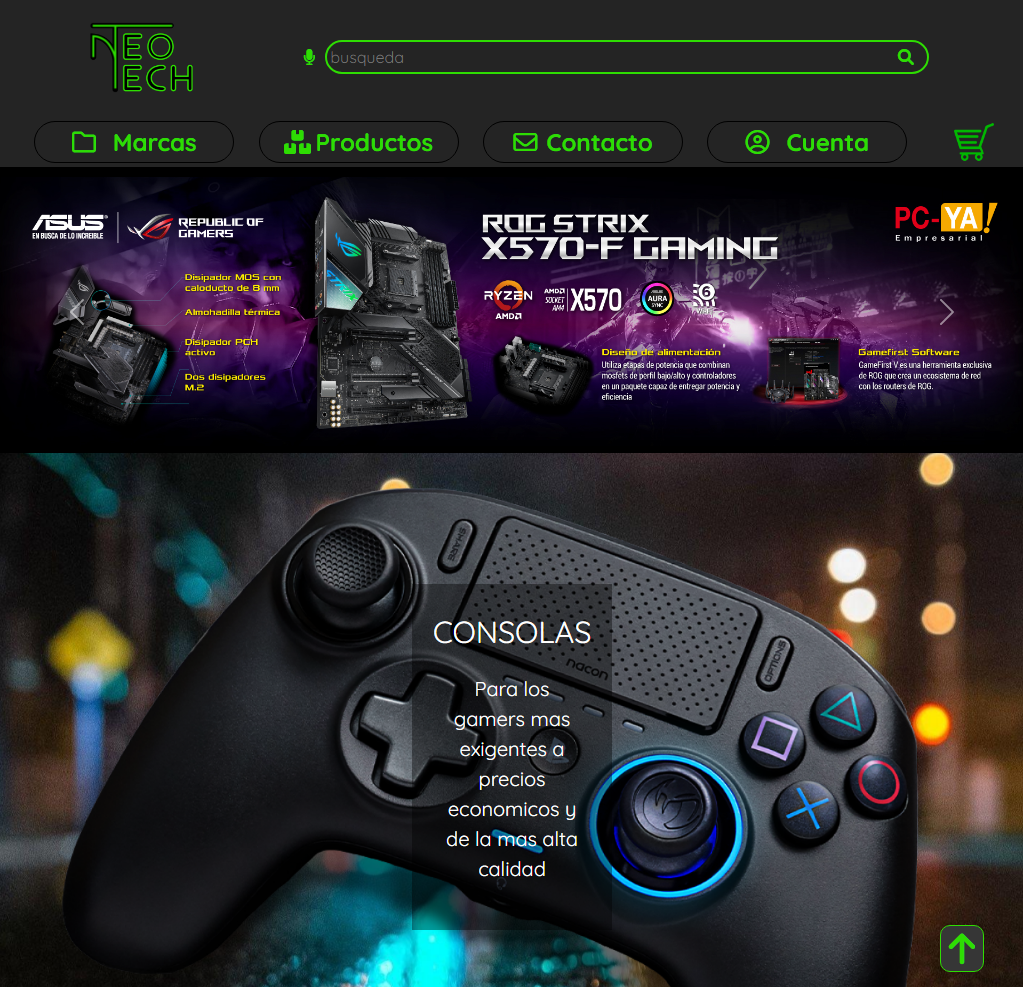 NEO
TECH
busqueda
Marcas
Productos
Contacto
Cuenta
ASUS
EN BUSCA DE LO INCREIBLE
REPUBLIC OF
GAMERS
Disipador MOS con
caloducto de 8 mm
Almohadilla térmica
Disipador PCH
activo
Dos disipadores
M.2
ROG STRIX
X570-F GAMING
RYZEN
AMD
AMD
SOCKET
AM4
X570
AURA
SYNC
6
Diseño de alimentación
Utiliza etapas de potencia que combinan
mosfets de perfil bajo/alto y controladores
en un paquete capaz de entregar potencia y
eficiencia
PC-YA!
Empresarial
Gamefirst Software
GameFirst V es una herramienta exclusiva
de ROG que crea un ecosistema de red
con los routers de ROG.
SHARE
OPTIONS
nacon
CONSOLAS
Para los
gamers mas
exigentes a
precios
economicos y
de la mas alta
calidad